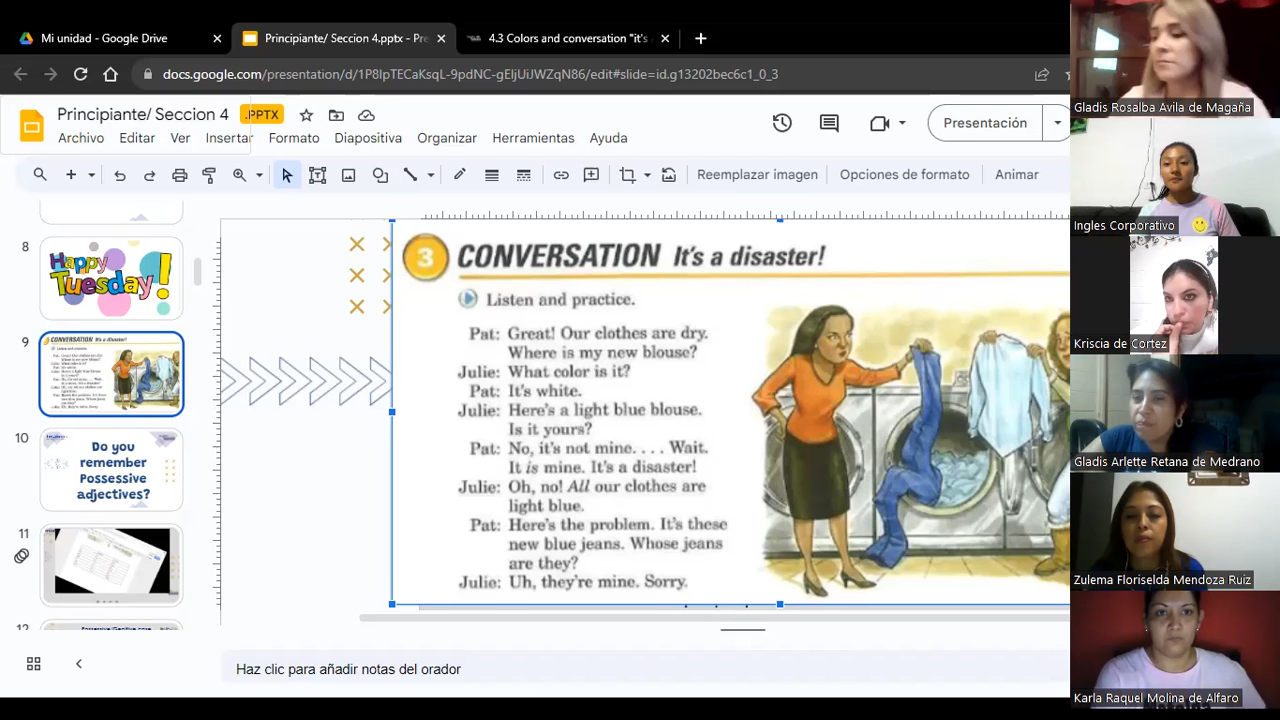 Mi unidad - Google Drive
Principiante/ Seccion 4.pptx - Pre
4.3 Colors and conversation "it's
docs.google.com/presentation/d/1P8IpTECaKsqL-9pdNC-gEljUiJWZqN86/edit#slide=id.g13202bec6c1_0_3
Principiante/ Seccion 4
.PPTX
Archivo Editar Ver Insertar Formato Diapositiva Organizar Herramientas Ayuda
Presentación
Reemplazar imagen Opciones de formato Animar
8
Happy
Tuesday!
9
10
Do you
remember
Possessive
adjectives?
11
12
3 CONVERSATION It's a disaster!
Listen and practice.
Pat: Great! Our clothes are dry.
Where is my new blouse?
Julie: What color is it?
Pat: It's white.
Julie: Here's a light blue blouse.
Is it yours?
Pat: No, it's not mine. . . . Wait.
It is mine. It's a disaster!
Julie: Oh, no! All our clothes are
light blue.
Pat: Here's the problem. It's these
new blue jeans. Whose jeans
are they?
Julie: Uh, they're mine. Sorry.
Haz clic para añadir notas del orador
Gladis Rosalba Avila de Magaña
Ingles Corporativo
Kriscia de Cortez
Gladis Arlette Retana de Medrano
Zulema Floriselda Mendoza Ruiz
Karla Raquel Molina de Alfaro